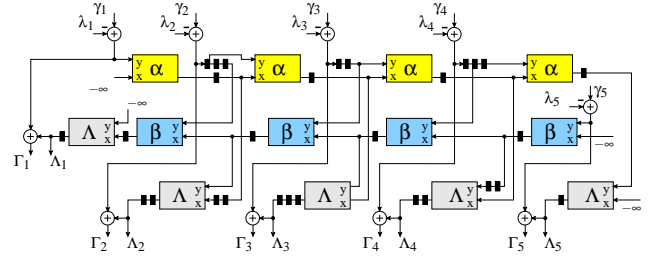 γ1 γ2 γ3 γ4
λ1 λ2 λ3 λ4
y x α y x α y x α y x α
−∞
λ5 γ5
−∞
Λ y x β y x β y x β y x β y x
−∞
Γ1 Λ1
Λ y x Λ y x Λ y x Λ y x
−∞
Γ2 Λ2 Γ3 Λ3 Γ4 Λ4 Γ5 Λ5